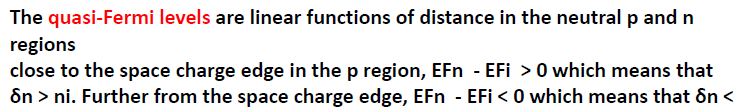 The quasi-Fermi levels are linear functions of distance in the neutral p and n
regions
close to the space charge edge in the p region, EFn  - EFi  > 0 which means that
δn > ni. Further from the space charge edge, EFn  - EFi < 0 which means that δn <